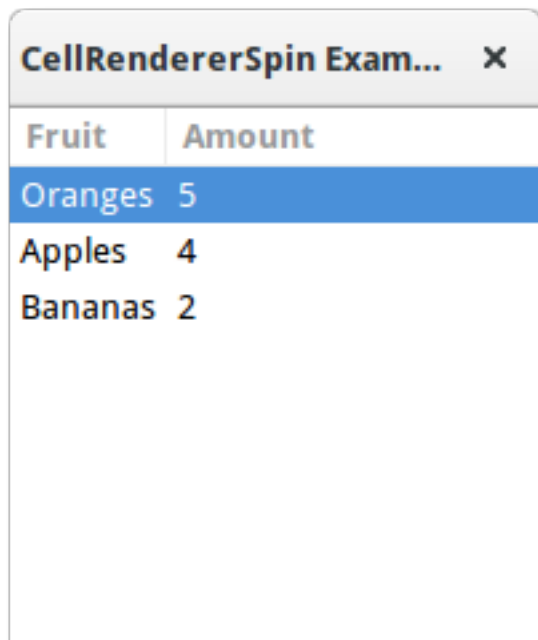 CellRendererSpin Exam...
Fruit Amount
Oranges 5
Apples 4
Bananas 2